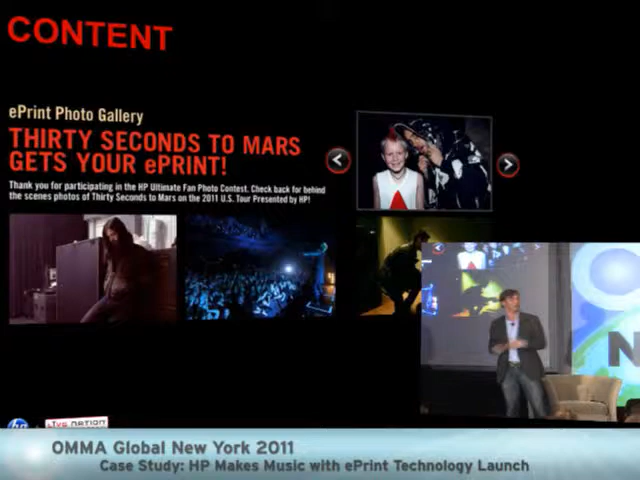 CONTENT
ePrint Photo Gallery
THIRTY SECONDS TO MARS
GETS YOUR ePRINT!
Thank you for participating in the HP Ultimate Fan Photo Contest. Check back for behind
the scenes photos of Thirty Seconds to Mars on the 2011 U.S. Tour Presented by HP!
hp
N
OMMA Global New York 2011
Case Study: HP Makes Music with ePrint Technology Launch